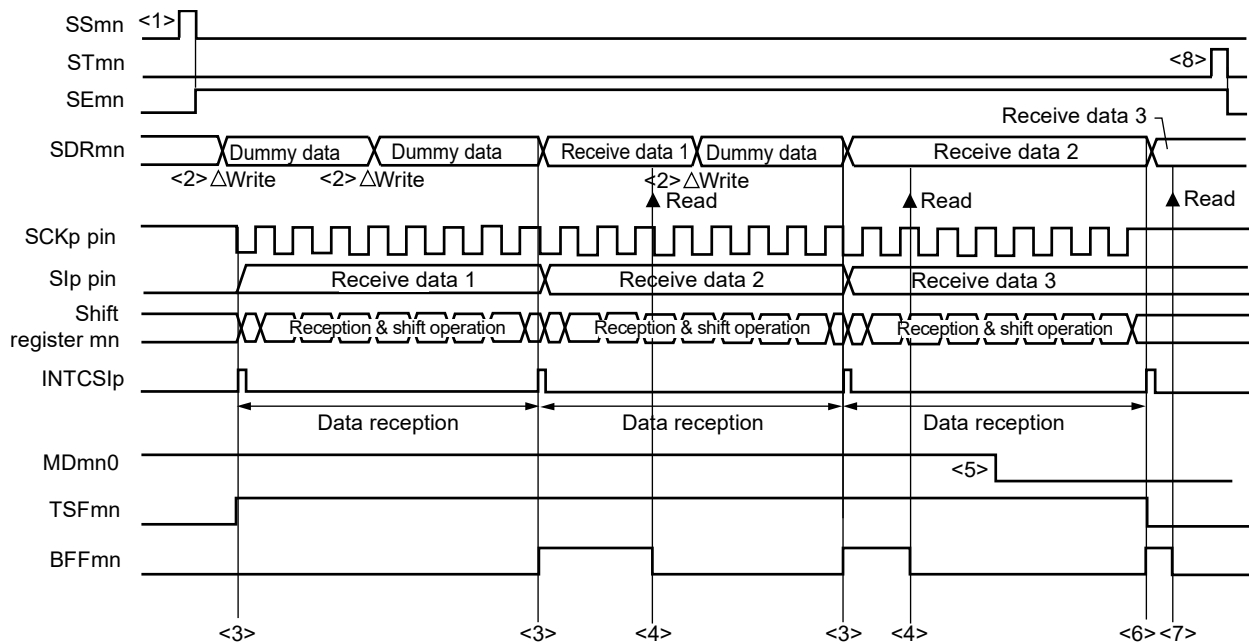 SSmn <1>
STmn <8>
SEmn
Receive data 3
SDRmn Dummy data Dummy data Receive data 1 Dummy data Receive data 2
<2> △Write <2> △Write <2> △Write
▲ Read ▲ Read ▲ Read
SCKp pin
SIp pin Receive data 1 Receive data 2 Receive data 3
Shift
register mn Reception & shift operation Reception & shift operation Reception & shift operation
INTCSIp
Data reception Data reception Data reception
MDmn0 <5>
TSFmn
BFFmn
<3> <3> <4> <3> <4> <6> <7>